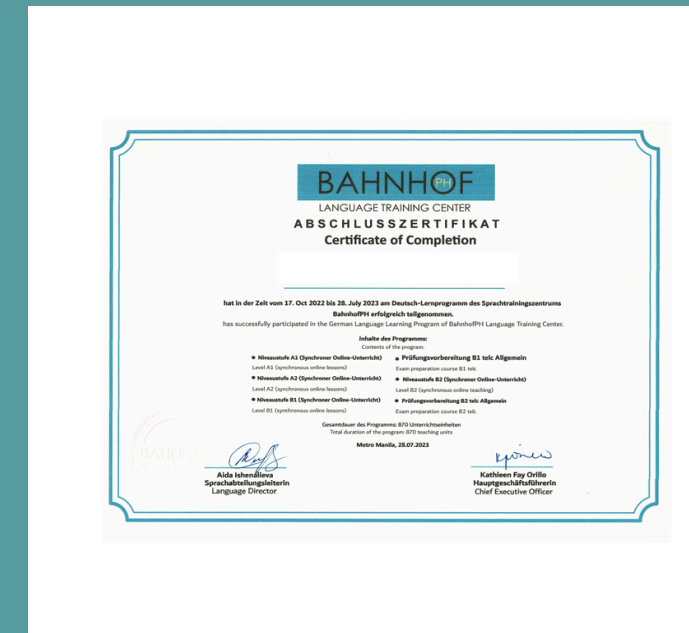 BAHNHOF
PH
LANGUAGE TRAINING CENTER
ABSCHLUSSZERTIFIKAT
Certificate of Completion
hat in der Zeit vom 17. Oct 2022 bis 28. July 2023 am Deutsch-Lernprogramm des Sprachtrainingszentrums
BahnhofPH erfolgreich teilgenommen.
has successfully participated in the German Language Learning Program of BahnhofPH Language Training Center.
Inhalte des Programms:
Contents of the program:
• Niveaustufe A1 (Synchroner Online-Unterricht)
Level A1 (synchronous online lessons)
• Niveaustufe A2 (Synchroner Online-Unterricht)
Level A2 (synchronous online lessons)
• Niveaustufe B1 (Synchroner Online-Unterricht)
Level B1 (synchronous online lessons)
• Prüfungsvorbereitung B1 telc Allgemein
Exam preparation course B1 telc
• Niveaustufe B2 (Synchrooner Online-Unterricht)
Level B2 (synchronous online teaching)
• Prüfungsvorbereitung B2 telc Allgemein
Exam preparation course B2 telc
Gesamtdauer des Programms: 870 Unterrichtseinheiten
Total duration of the program: 870 teaching units
Metro Manila, 28.07.2023
Aida Ishenalieva
Sprachabteilungsleiterin
Language Director
Kathleen Fay Orillo
Hauptgeschäftsführerin
Chief Executive Officer